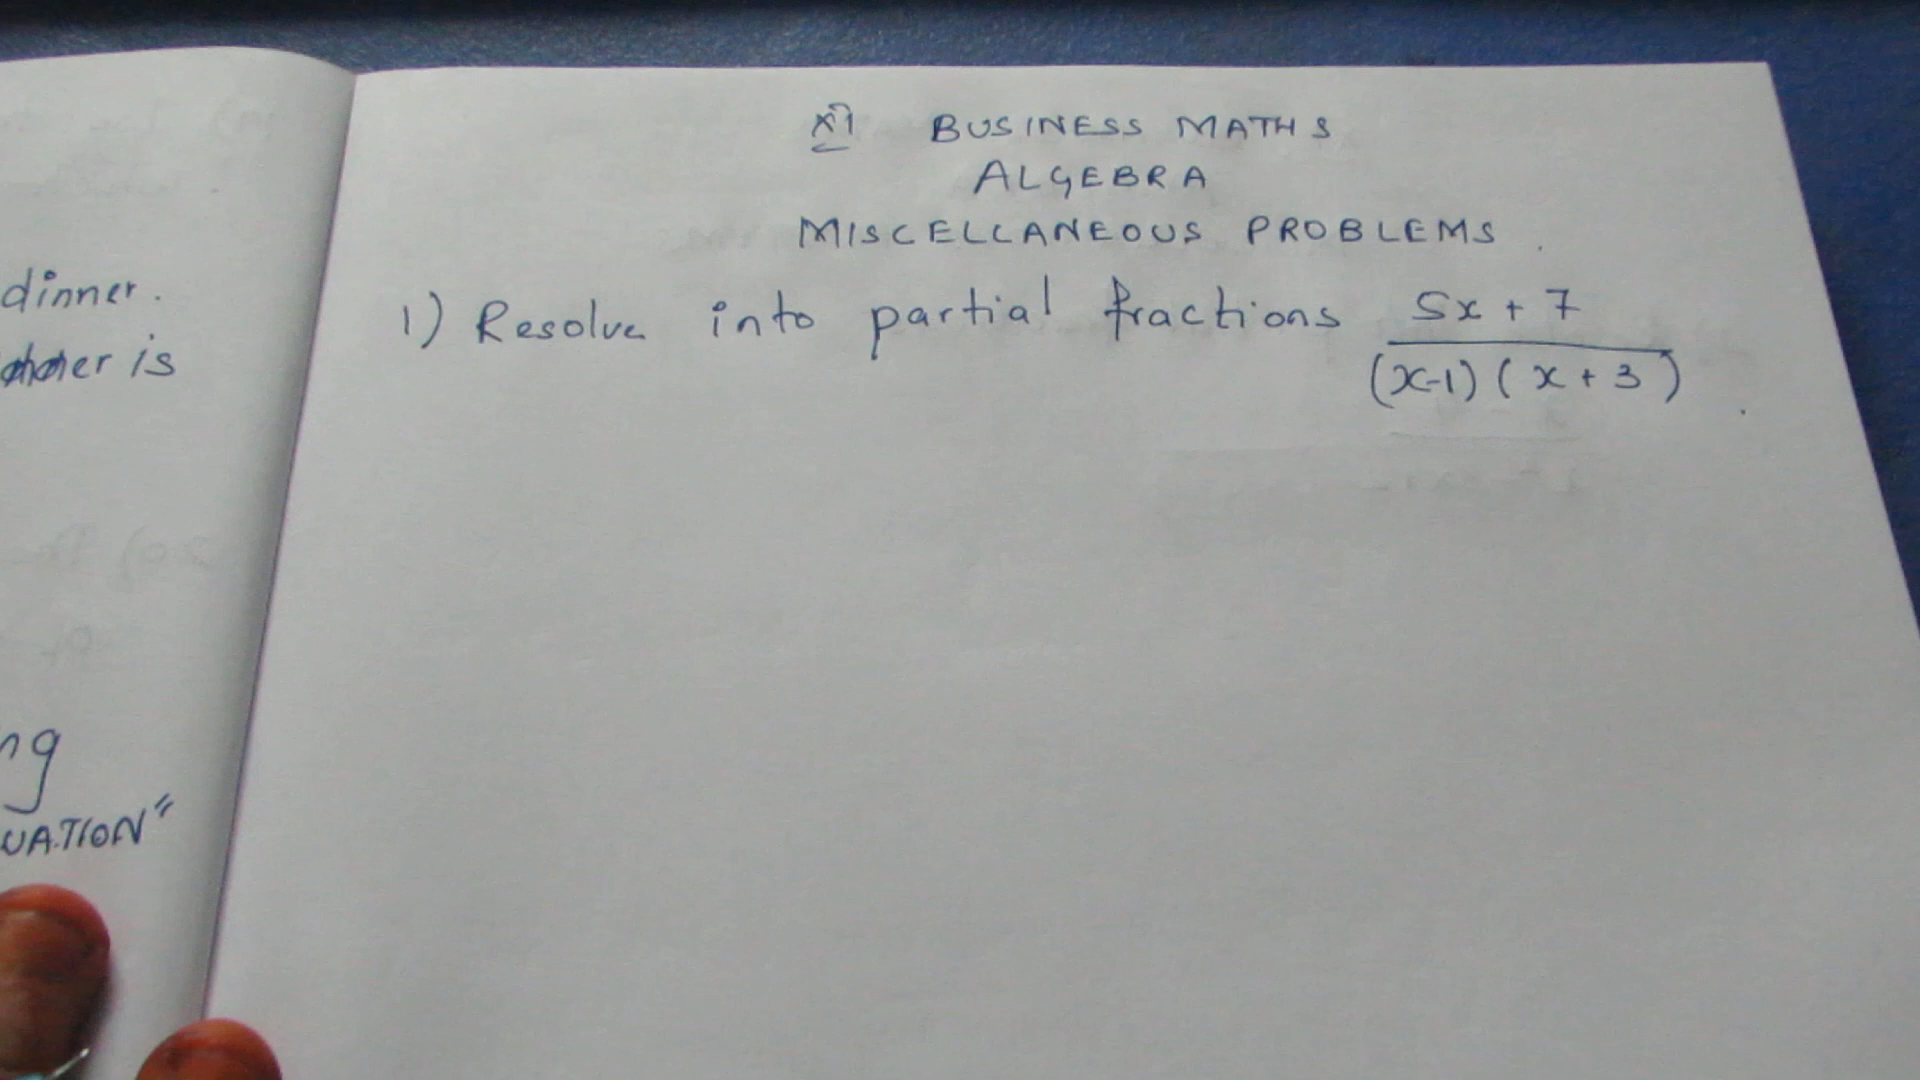 XI BUSINESS MATHS
ALGEBRA
MISCELLANEOUS PROBLEMS.
1) Resolve into partial fractions 5x + 7
(x-1) ( x + 3 ) .
dinner.
is
ng
UATION"